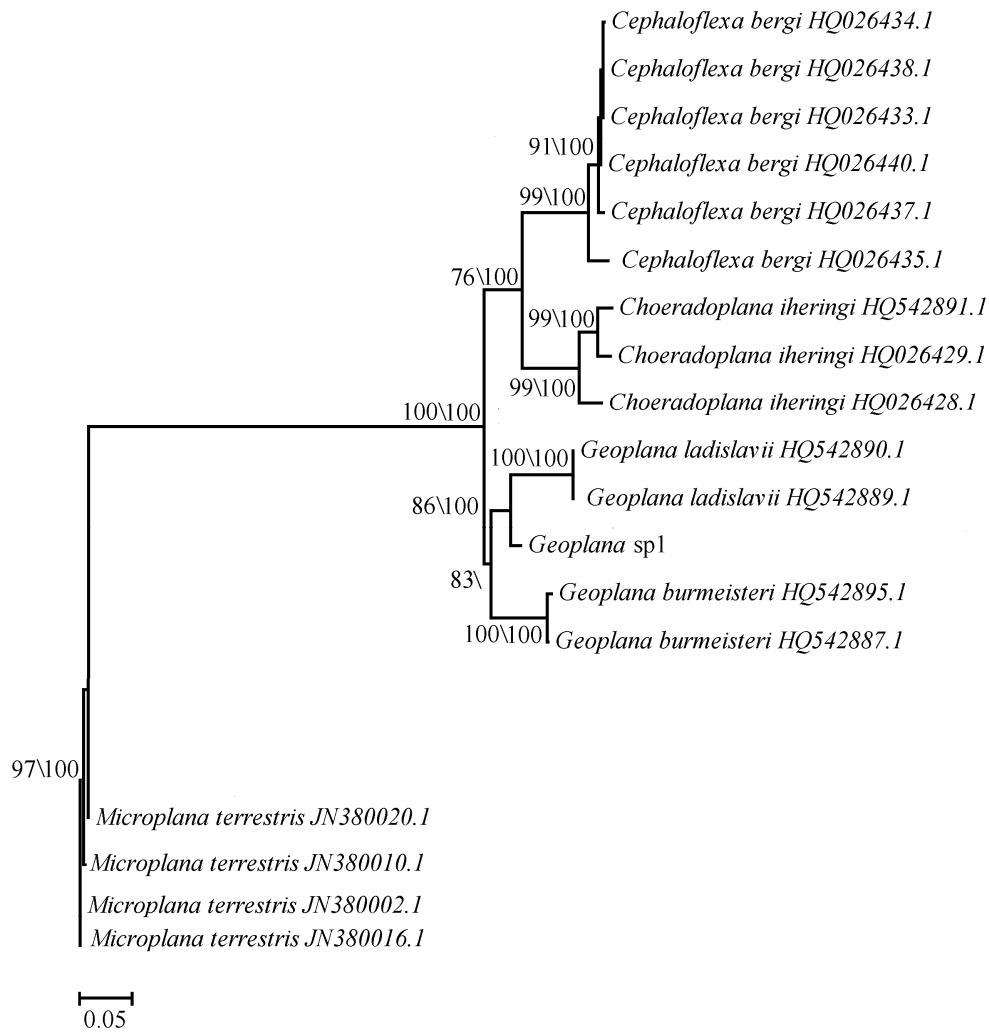 Cephaloflexa bergi HQ026434.1
Cephaloflexa bergi HQ026438.1
Cephaloflexa bergi HQ026433.1
91\100
Cephaloflexa bergi HQ026440.1
99\100
Cephaloflexa bergi HQ026437.1
Cephaloflexa bergi HQ026435.1
76\100
Choeradoplana iheringi HQ542891.1
99\100
Choeradoplana iheringi HQ026429.1
99\100
Choeradoplana iheringi HQ026428.1
100\100
Geoplana ladislavii HQ542890.1
100\100
Geoplana ladislavii HQ542889.1
86\100
Geoplana sp1
83\
Geoplana burmeisteri HQ542895.1
100\100
Geoplana burmeisteri HQ542887.1
97\100
Microplana terrestris JN380020.1
Microplana terrestris JN380010.1
Microplana terrestris JN380002.1
Microplana terrestris JN380016.1
0.05